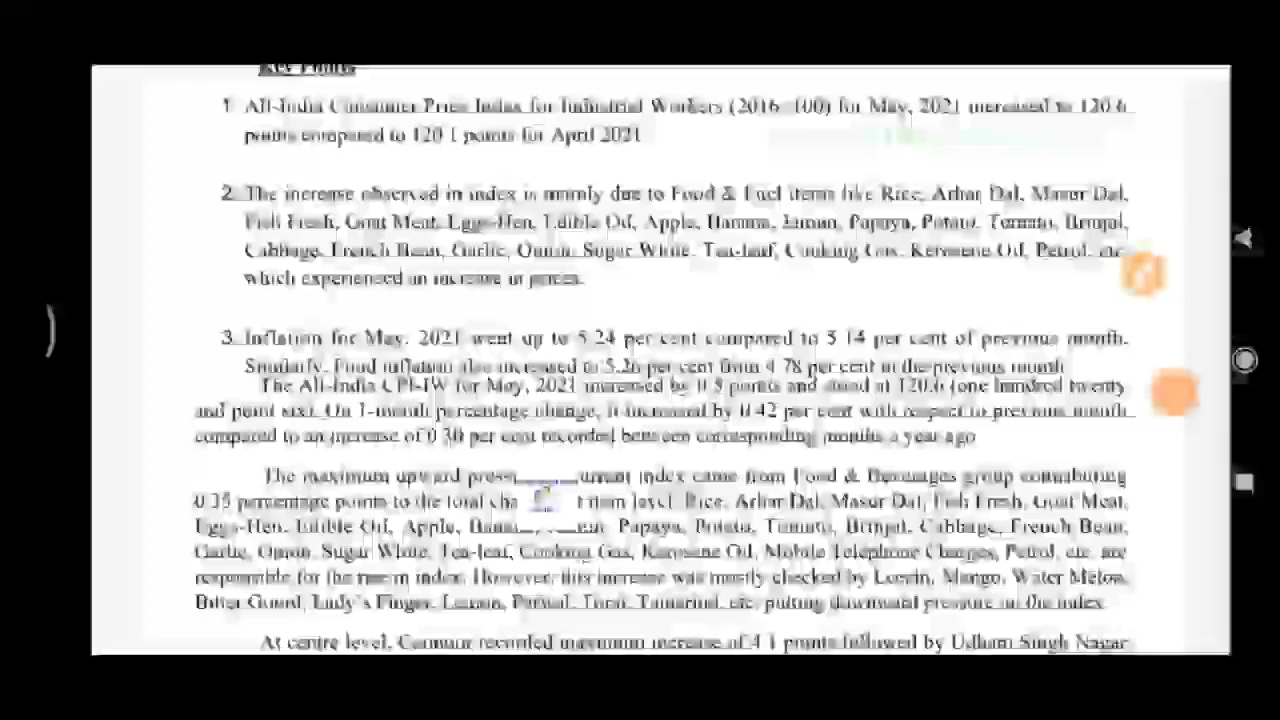 Key Points
1. All-India Consumer Price Index for Industrial Workers (2016=100) for May, 2021 increased to 120.6
points compared to 120.1 points for April 2021
2. The increase observed in index is mainly due to Food & Fuel items like Rice, Arhar Dal, Masur Dal,
Fish Fresh, Goat Meat, Eggs-Hen, Edible Oil, Apple, Banana, Papaya, Potato, Tomato, Brinjal,
Cabbage, French Bean, Garlic, Onion, Sugar White, Tea-leaf, Cooking Gas, Kerosene Oil, Petrol, etc
which experienced an increase in prices.
3. Inflation for May, 2021 went up to 5.24 per cent compared to 5.14 per cent of previous month.
Similarly, Food inflation also increased to 5.26 per cent from 4.78 per cent in the previous month
The All-India CPI-IW for May, 2021 increased by 0.5 points and stood at 120.6 (one hundred twenty
and point six). On 1-month percentage change, it increased by 0.42 per cent with respect to previous month
compared to an increase of 0.30 per cent recorded between corresponding months a year ago
The maximum upward index came from Food & Beverages group contributing
percentage points to the total Item level, Rice, Arhar Dal, Masur Dal, Fish Fresh, Goat Meat,
Eggs-Hen, Edible Oil, Apple, Papaya, Potato, Tomato, Brinjal, Cabbage, French Bean,
Garlic, Onion, Sugar White, Tea-leaf, Cooking Gas, Kerosene Oil, Mobile Telephone Charges, Petrol, etc. are
responsible for the rise in index. However, this increase was mostly checked by Mango, Water Melon,
Bitter Gourd, Lady's Finger, Lemon, Parval, Torai, Tamarind, etc. putting downward pressure on the index.
At centre level, recorded maximum increase of 4.1 points followed by Udham Singh Nagar